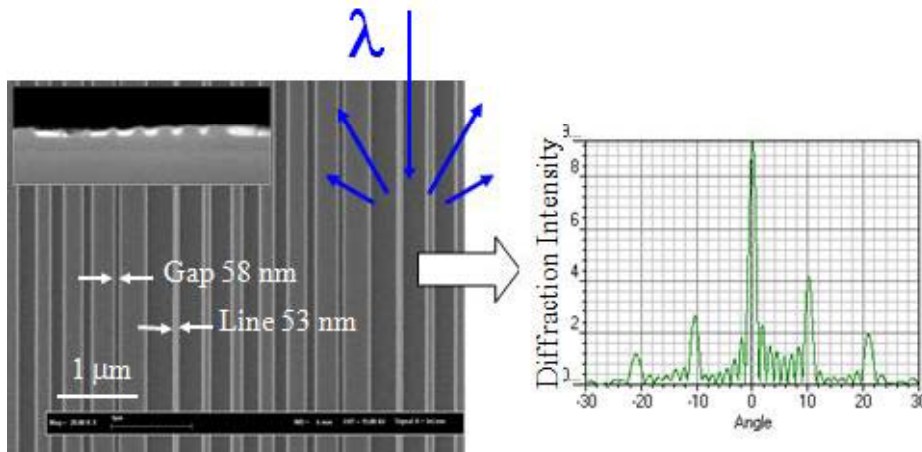 λ
Gap 58 nm
Line 53 nm
1 μm
Diffraction Intensity
8
6
4
2
-30 -20 -10 0 10 20 30
Angle